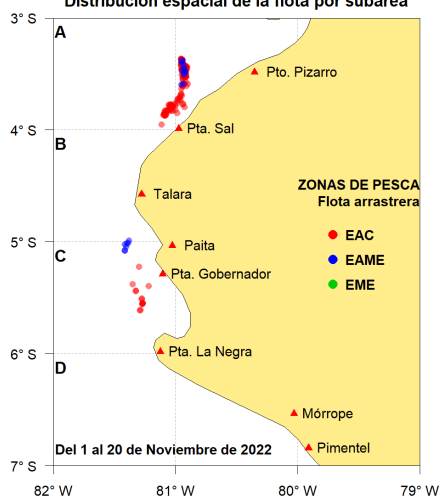 Distribución espacial de la flota por subárea
3° S
A
Pto. Pizarro
4° S
Pta. Sal
B
ZONAS DE PESCA
Talara
Flota arrastrera
EAC
5° S
Paita
C
EAME
Pta. Gobernador
EME
6° S
Pta. La Negra
D
Mórrope
Del 1 al 20 de Noviembre de 2022
Pimentel
7° S
82° W 81° W 80° W 79° W